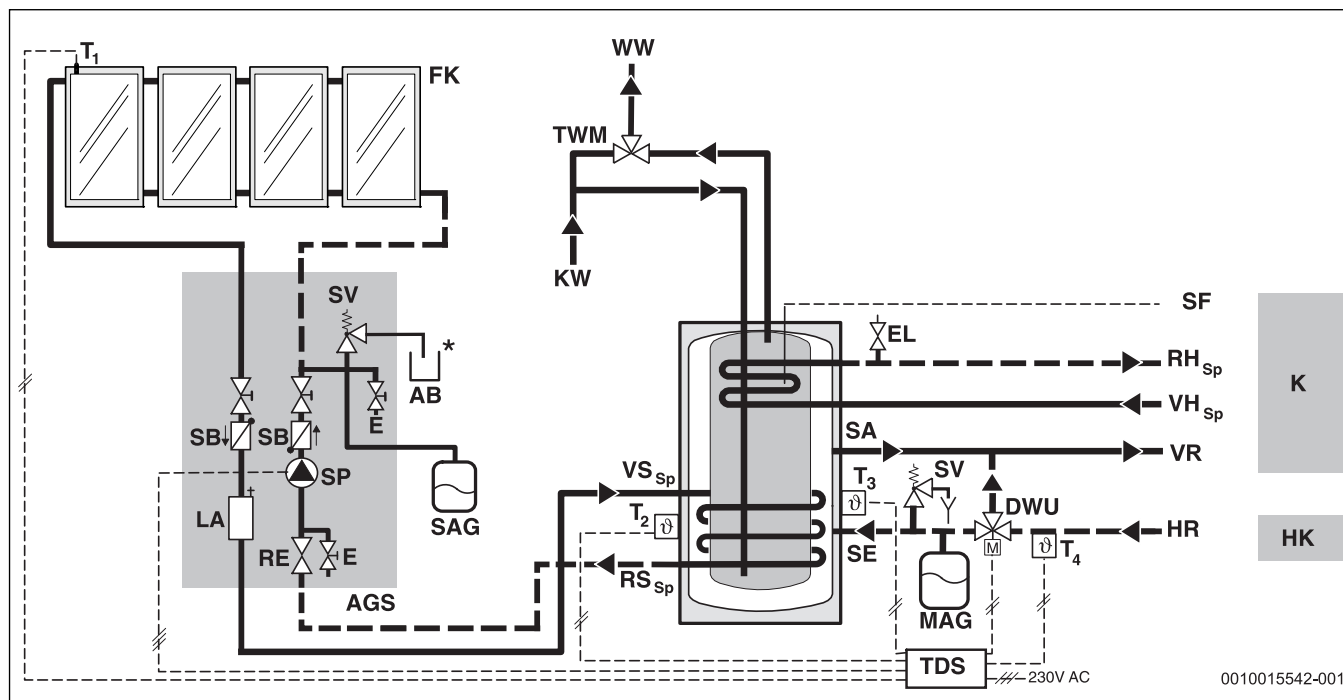 T1
FK
WW
TWM
KW
SV
*
AB
E
SB
SB
SP
SAG
LA
RE
E
AGS
SF
EL
RHSp
K
VHSp
SA
VR
VSSp
T3
SV
DWU
T2
ϑ
ϑ
SE
M
ϑ
T4
HR
HK
RSSp
MAG
TDS
230V AC
0010015542-001